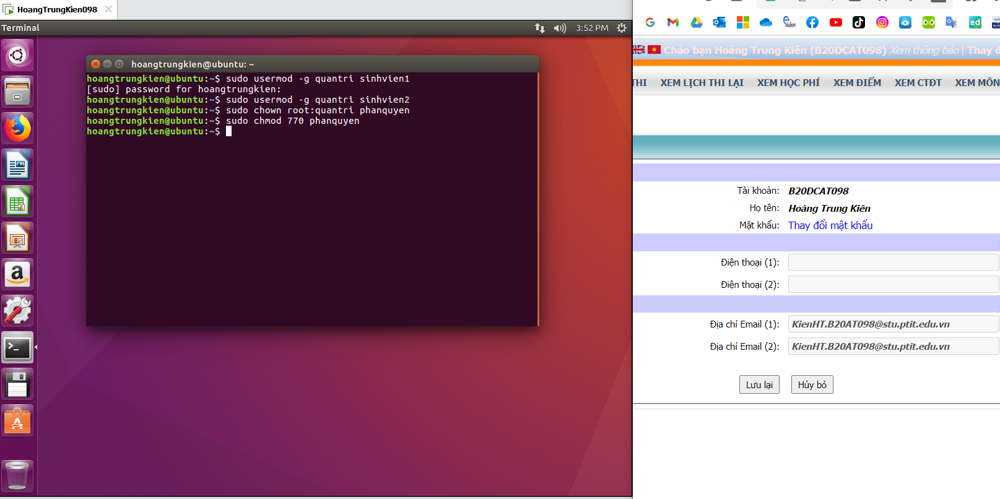 HoangTrungKien098
Terminal
3:52 PM
hoangtrungkien@ubuntu: ~
hoangtrungkien@ubuntu:~$ sudo usermod -g quantri sinhvien1
[sudo] password for hoangtrungkien:
hoangtrungkien@ubuntu:~$ sudo usermod -g quantri sinhvien2
hoangtrungkien@ubuntu:~$ sudo chown root:quantri phanquyen
hoangtrungkien@ubuntu:~$ sudo chmod 770 phanquyen
hoangtrungkien@ubuntu:~$
Chào bạn Hoàng Trung Kiên (B20DCAT098) Xem thông báo | Thay đ
THI XEM LỊCH THI LẠI XEM HỌC PHÍ XEM ĐIỂM XEM CTĐT XEM MÔN
Tài khoản: B20DCAT098
Họ tên: Hoàng Trung Kiên
Mật khẩu: Thay đổi mật khẩu
Điện thoại (1):
Điện thoại (2):
Địa chỉ Email (1): KienHT.B20AT098@stu.ptit.edu.vn
Địa chỉ Email (2): KienHT.B20AT098@stu.ptit.edu.vn
Lưu lại Hủy bỏ